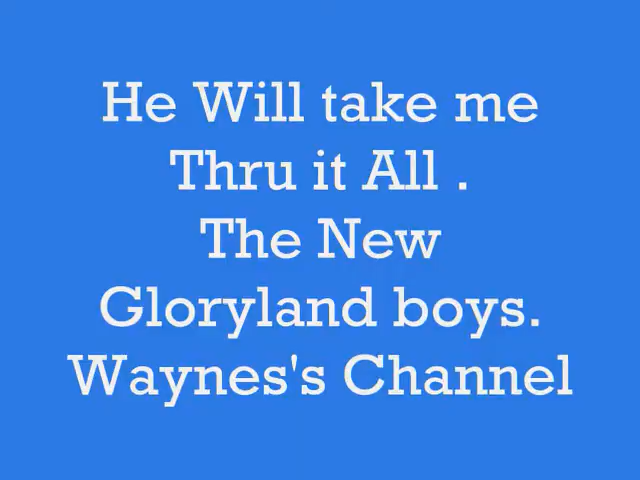 He Will take me
Thru it All .
The New
Gloryland boys.
Waynes's Channel